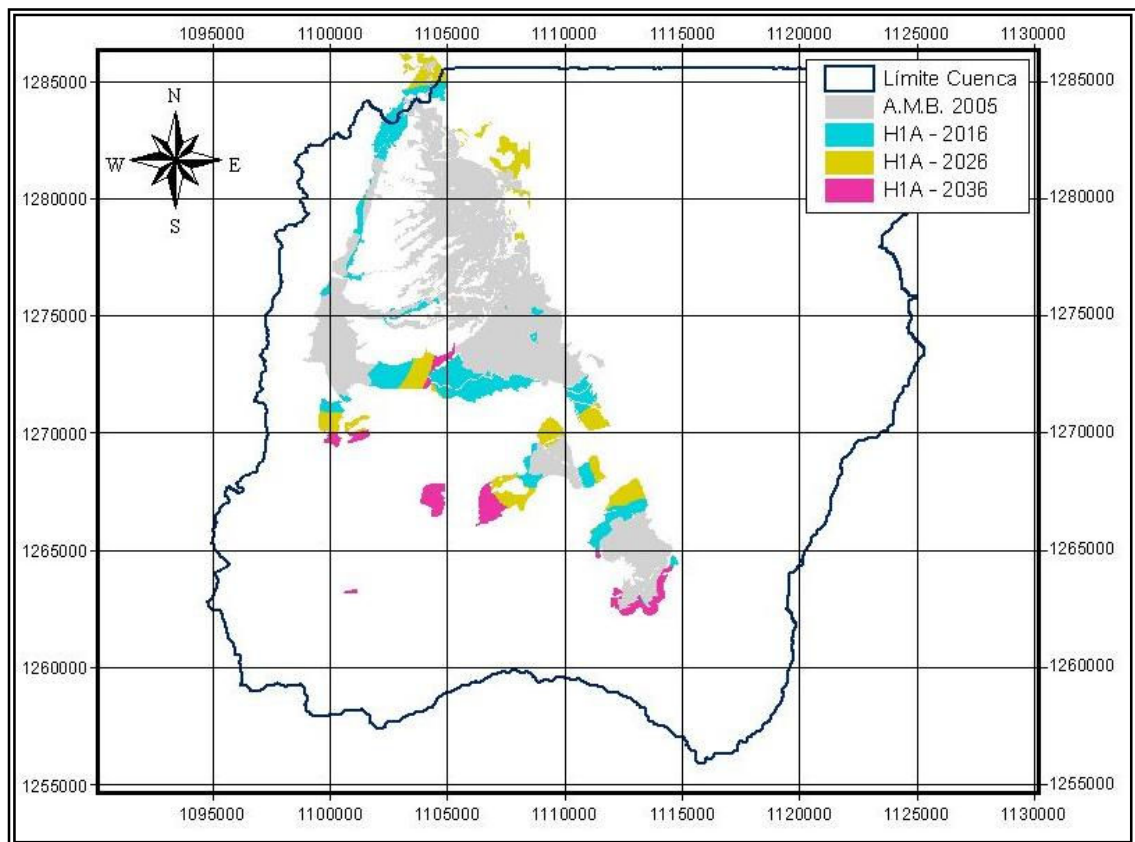 1095000 1100000 1105000 1110000 1115000 1120000 1125000 1130000
1285000 1285000
Límite Cuenca
A.M.B. 2005
H1A - 2016
H1A - 2026
H1A - 2036
N
W E
S
1280000 1280000
1275000 1275000
1270000 1270000
1265000 1265000
1260000 1260000
1255000 1255000
1095000 1100000 1105000 1110000 1115000 1120000 1125000 1130000